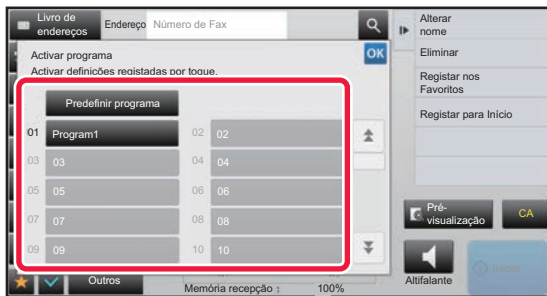 Livro de
endereços
Endereço
Número de Fax
Activar programa
OK
Activar definições registadas por toque.
Predefinir programa
01 Program1
02 02
03 03
04 04
05 05
06 06
07 07
08 08
09 09
10 10
Outros
Memória recepção : 100%
Alterar
nome
Eliminar
Registar nos
Favoritos
Registar para Início
Pré-
visualização
CA
Altifalante
Iniciar